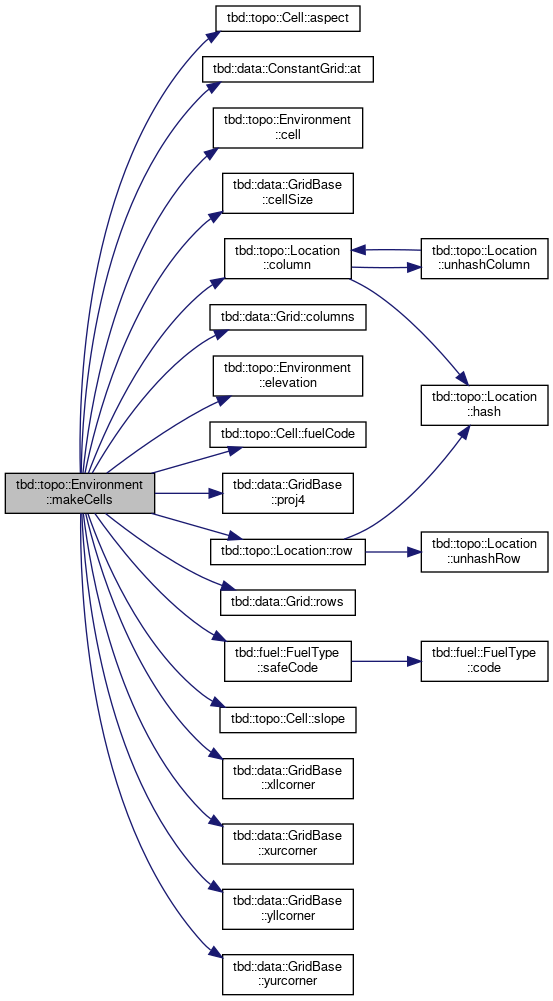 tbd::topo::Cell::aspect
tbd::data::ConstantGrid::at
tbd::topo::Environment
::cell
tbd::data::GridBase
::cellSize
tbd::topo::Location
::column
tbd::topo::Location
::unhashColumn
tbd::data::Grid::columns
tbd::topo::Environment
::elevation
tbd::topo::Location
::hash
tbd::topo::Cell::fuelCode
tbd::topo::Environment
::makeCells
tbd::data::GridBase
::proj4
tbd::topo::Location::row
tbd::topo::Location
::unhashRow
tbd::data::Grid::rows
tbd::fuel::FuelType
::safeCode
tbd::fuel::FuelType
::code
tbd::topo::Cell::slope
tbd::data::GridBase
::xllcorner
tbd::data::GridBase
::xurcorner
tbd::data::GridBase
::yllcorner
tbd::data::GridBase
::yurcorner